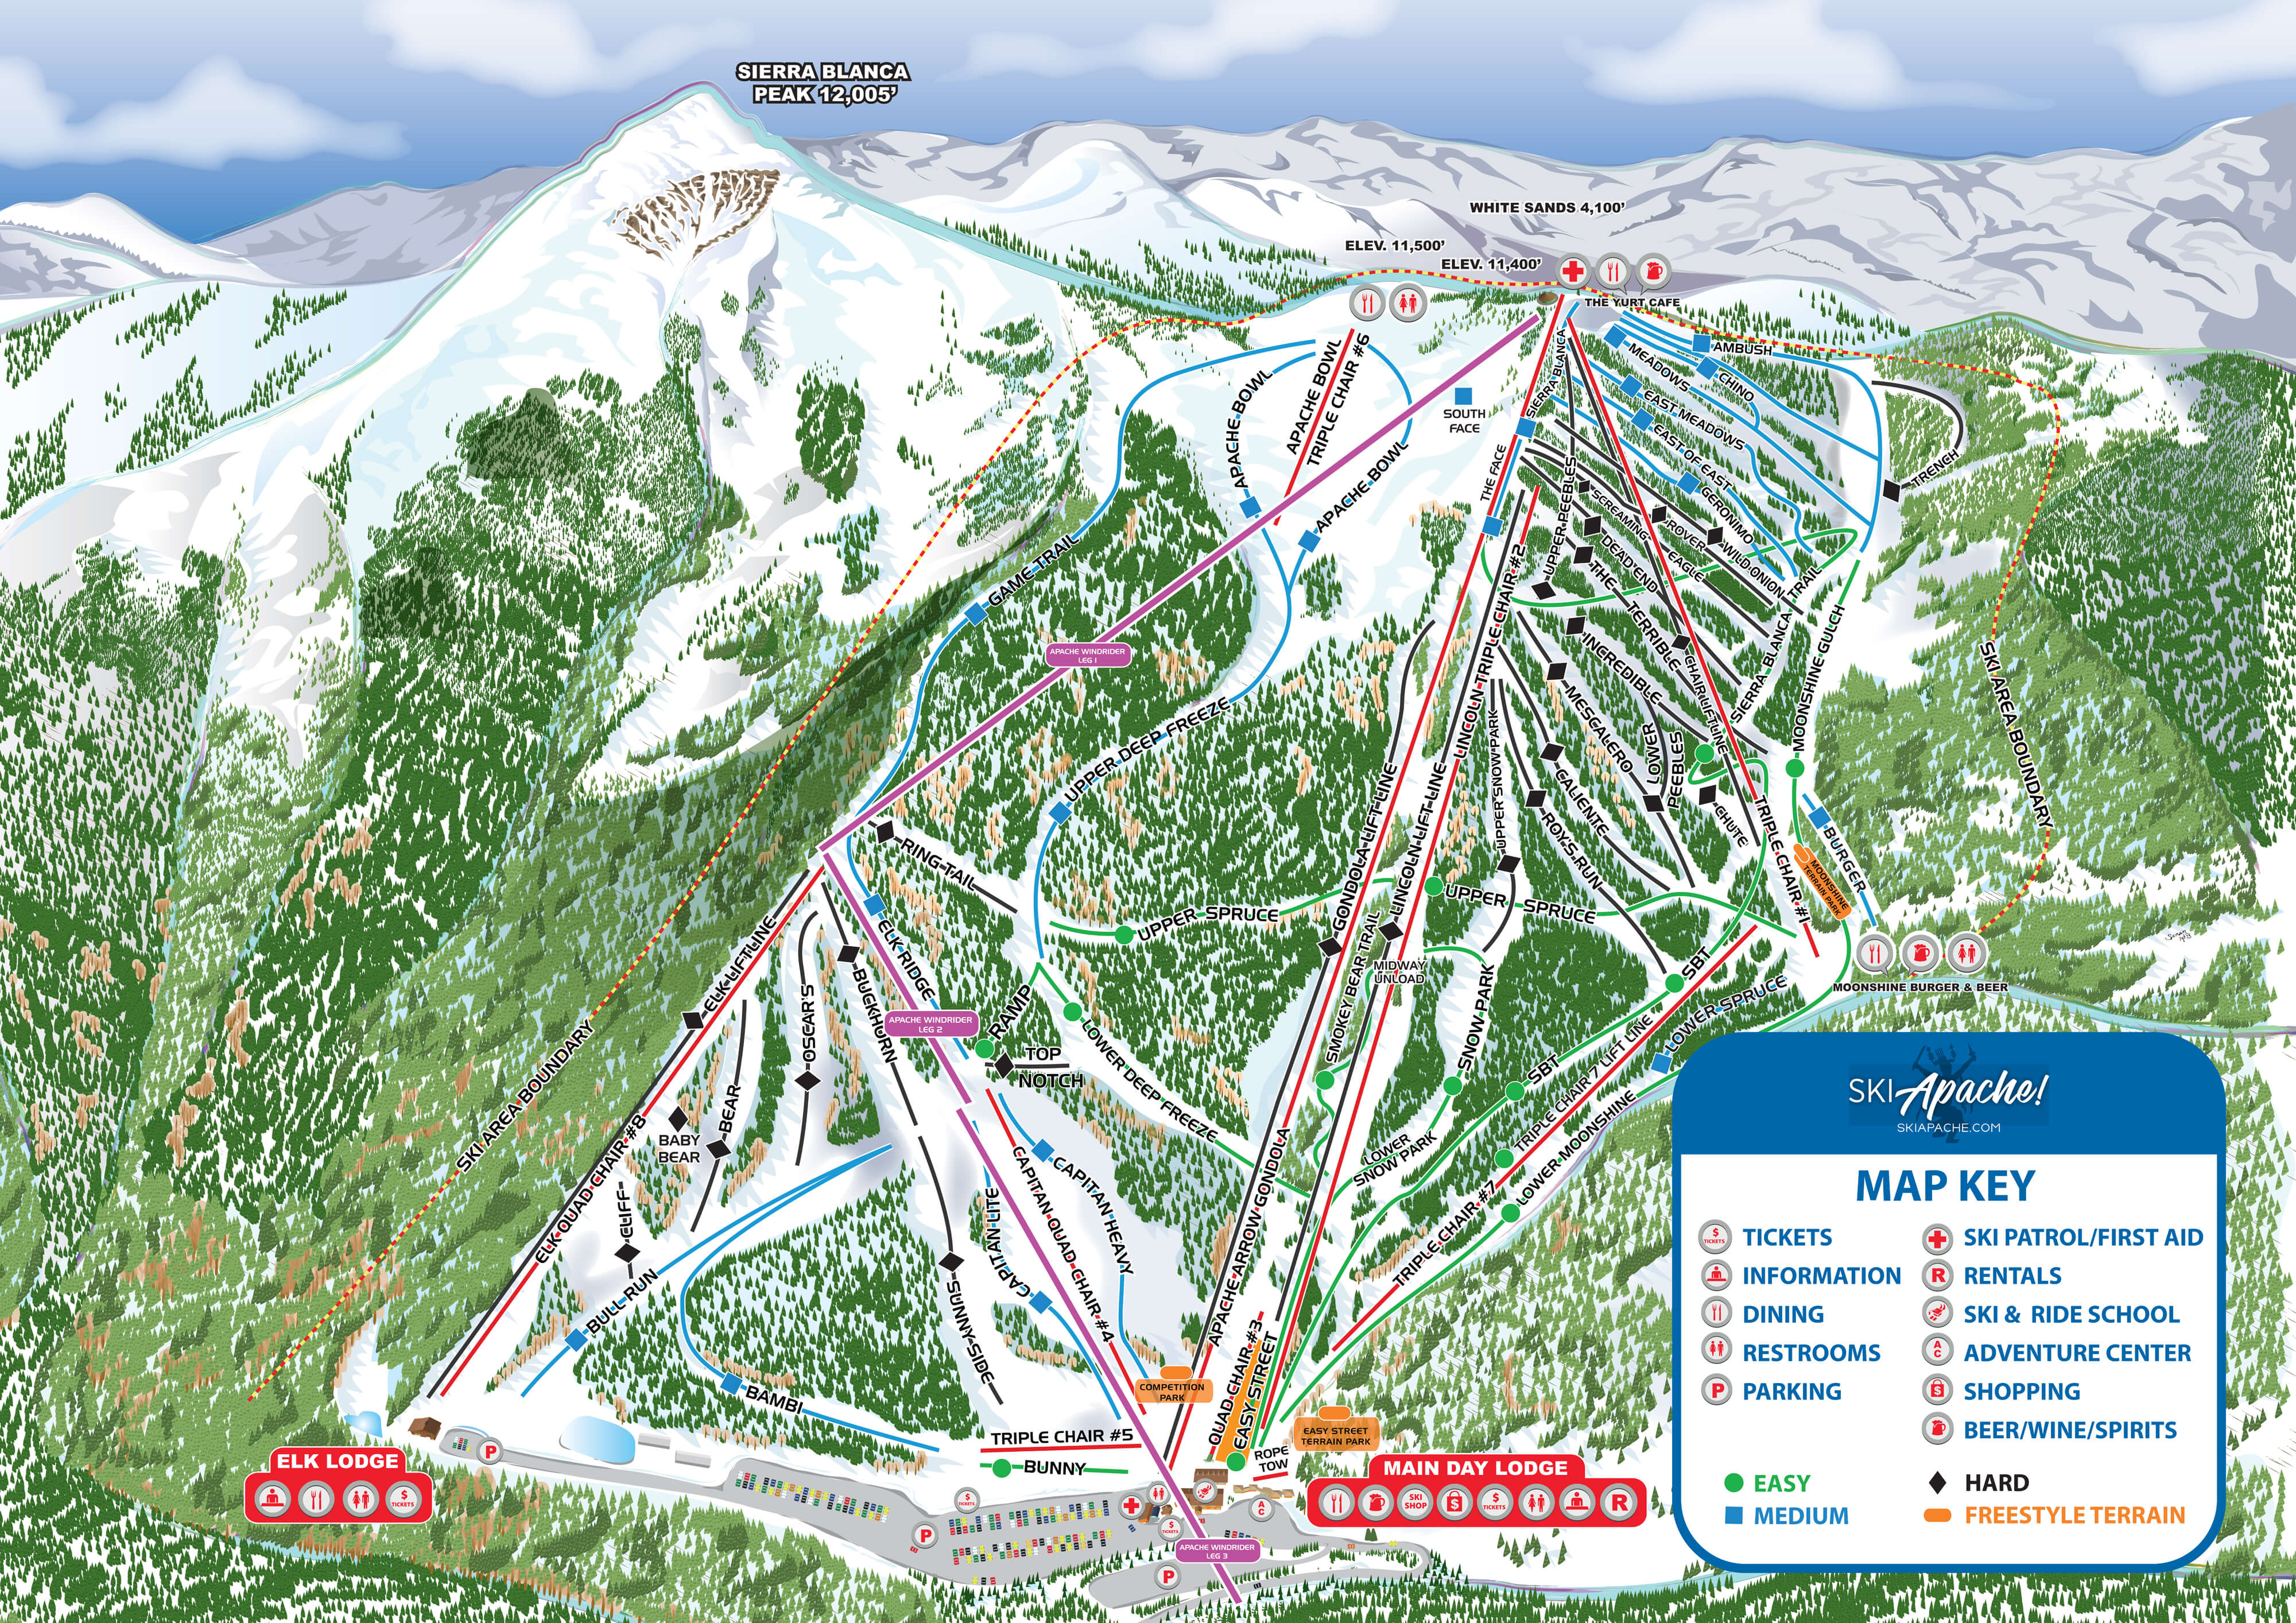 SIERRA BLANCA
PEAK 12,005'
WHITE SANDS 4,100'
ELEV. 11,500'
ELEV. 11,400'
THE YURT CAFE
APACHE BOWL
TRIPLE CHAIR #6
APACHE BOWL
APACHE BOWL
SOUTH
FACE
SIERRA BLANCA
THE FACE
MEADOWS
AMBUSH
CHINO
EAST MEADOWS
EAST OF EAST
GERONIMO
TRENCH
UPPER PEEBLES
SCREAMING EAGLE
ROVER
WILD ONION
DEAD END
THE TERRIBLE
INCREDIBLE
CHAIR 1 LIFT LINE
SIERRA BLANCA TRAIL
MOONSHINE GULCH
SKI AREA BOUNDARY
GAME TRAIL
APACHE WINDRIDER
LEG 1
UPPER DEEP FREEZE
LINCOLN TRIPLE CHAIR #2
MESCALERO
LOWER
PEEBLES
CALIENTE
ROY'S RUN
UPPER SNOW PARK
CHUTE
TRIPLE CHAIR #1
BURGER
MOONSHINE
TERRAIN PARK
MOONSHINE BURGER & BEER
RING TAIL
UPPER SPRUCE
UPPER SPRUCE
GONDOLA LIFT LINE
LINCOLN LIFT LINE
SMOKEY BEAR TRAIL
MIDWAY
UNLOAD
SNOW PARK
SBT
SBT
LOWER SPRUCE
TRIPLE CHAIR 7 LIFT LINE
LOWER MOONSHINE
LOWER
SNOW PARK
TRIPLE CHAIR #7
ELK LIFT LINE
ELK RIDGE
BUCKHORN
OSCAR'S
APACHE WINDRIDER
LEG 2
RAMP
TOP
NOTCH
LOWER DEEP FREEZE
SKI AREA BOUNDARY
BABY
BEAR
BEAR
ELK QUAD CHAIR #8
CLIFF
BULL RUN
BAMBI
SUNNY SIDE
CAPITAN LITE
CAPITAN QUAD CHAIR #4
CAPITAN HEAVY
APACHE ARROW GONDOLA
COMPETITION
PARK
QUAD CHAIR #3
EASY STREET
EASY STREET
TERRAIN PARK
ROPE
TOW
TRIPLE CHAIR #5
BUNNY
ELK LODGE
$
TICKETS
P
P
P
$
TICKETS
$
TICKETS
A
C
APACHE WINDRIDER
LEG 3
MAIN DAY LODGE
SKI
SHOP
$
$
TICKETS
R
SKI Apache!
SKIAPACHE.COM
MAP KEY
$
TICKETS
TICKETS
INFORMATION
DINING
RESTROOMS
P
PARKING
SKI PATROL/FIRST AID
R
RENTALS
SKI & RIDE SCHOOL
A
C
ADVENTURE CENTER
$
SHOPPING
BEER/WINE/SPIRITS
EASY
MEDIUM
HARD
FREESTYLE TERRAIN